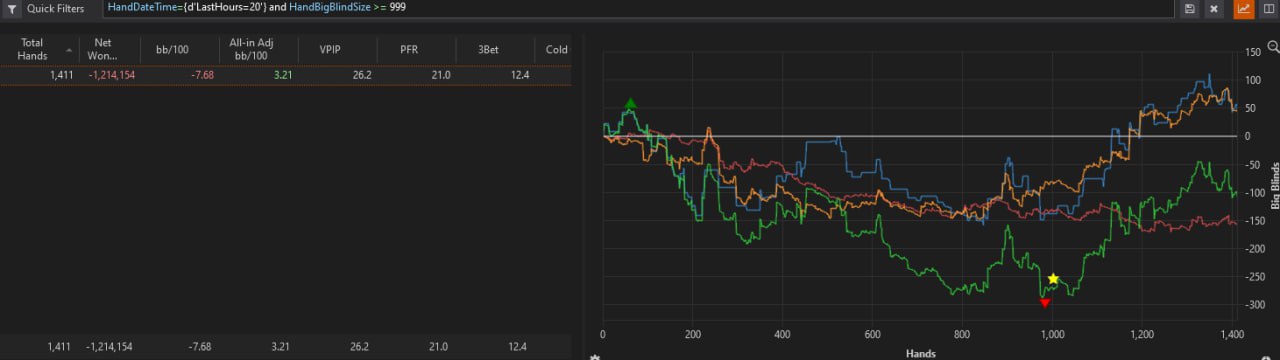 Quick Filters HandDateTime={d'LastHours=20'} and HandBigBlindSize >= 999
Total Hands Net Won... bb/100 All-in Adj bb/100 VPIP PFR 3Bet Cold
1,411 -1,214,154 -7.68 3.21 26.2 21.0 12.4
1,411 -1,214,154 -7.68 3.21 26.2 21.0 12.4
150
100
50
0
-50
-100
-150
-200
-250
-300
Big Blinds
0 200 400 600 800 1,000 1,200 1,400
Hands